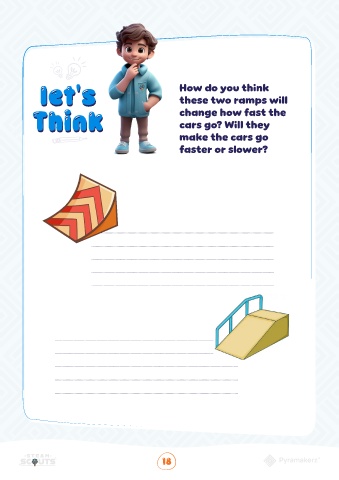 let's
Think
How do you think
these two ramps will
change how fast the
cars go? Will they
make the cars go
faster or slower?
SCOUTS
18